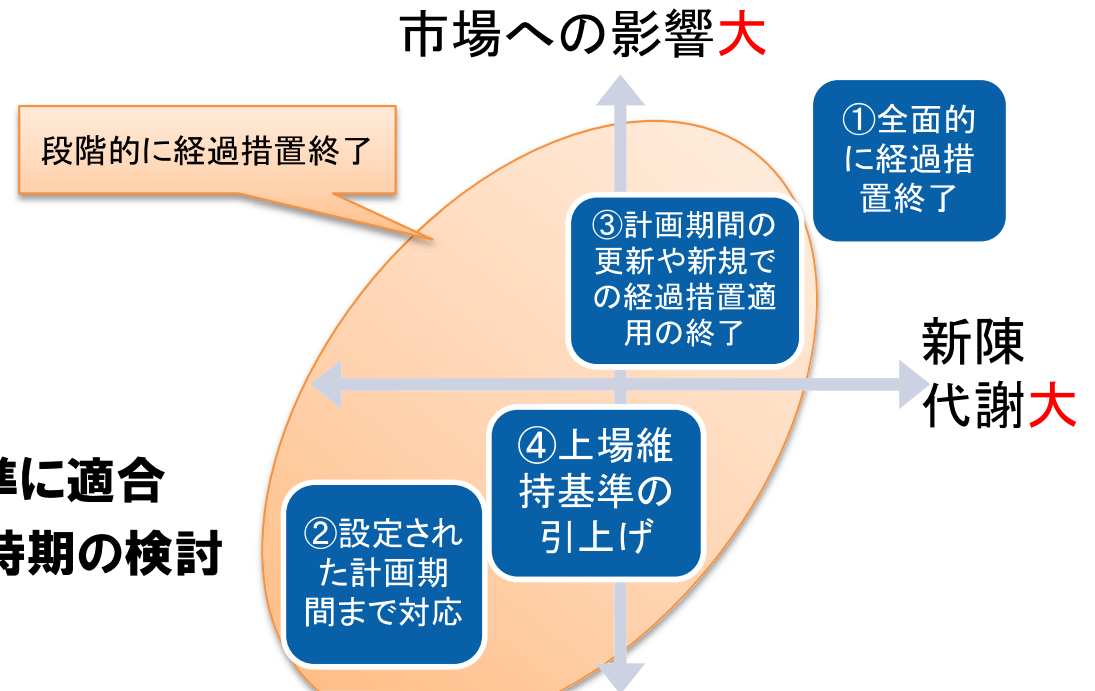 市場への影響大
段階的に経過措置終了
①全面的
に経過措
置終了
③計画期間の
更新や新規で
の経過措置適
用の終了
新陳
代謝大
④上場維
持基準の
引上げ
準に適合
時期の検討
②設定され
た計画期
間まで対応